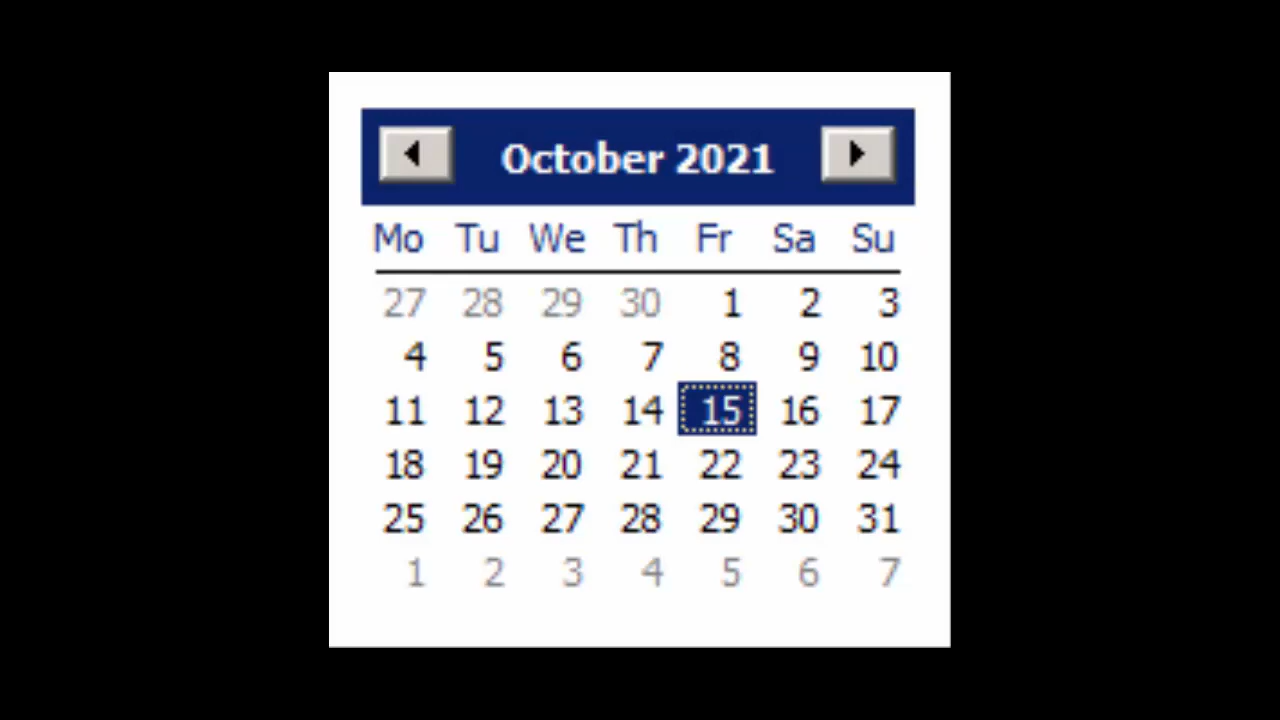 October 2021
Mo Tu We Th Fr Sa Su
27 28 29 30 1 2 3
4 5 6 7 8 9 10
11 12 13 14 15 16 17
18 19 20 21 22 23 24
25 26 27 28 29 30 31
1 2 3 4 5 6 7